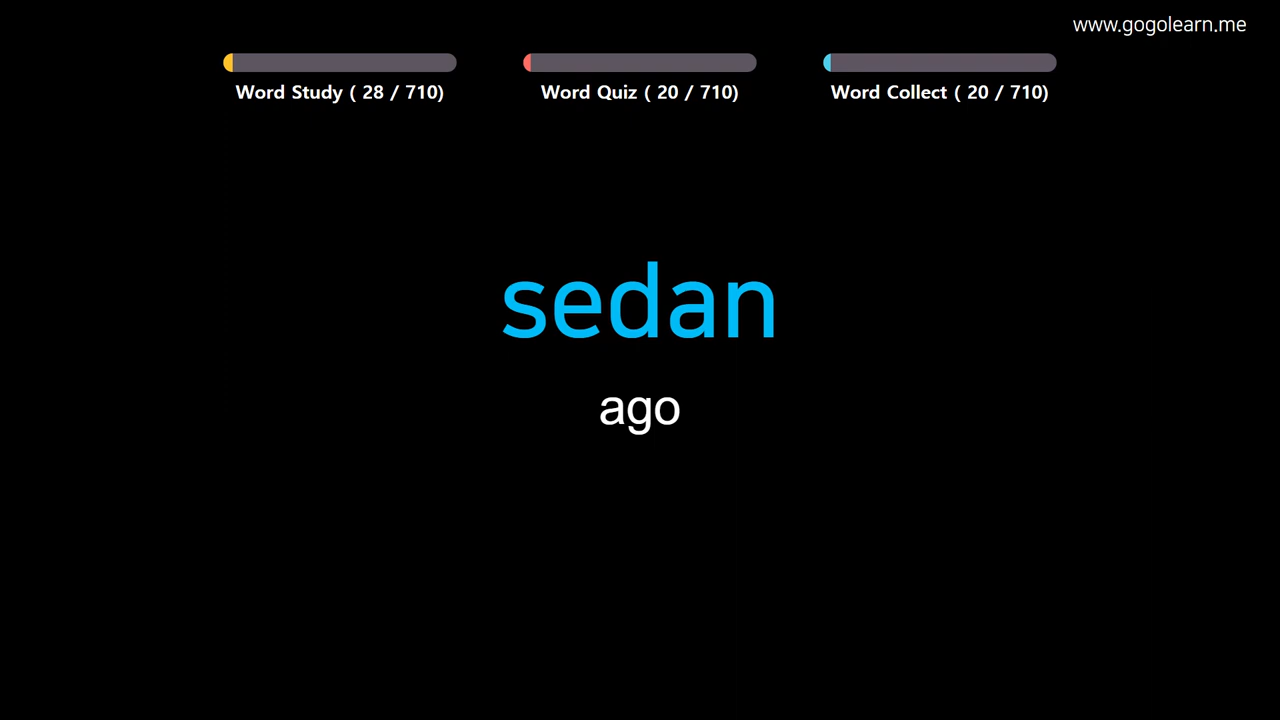 www.gogolearn.me
Word Study ( 28 / 710)
Word Quiz ( 20 / 710)
Word Collect ( 20 / 710)
sedan
ago